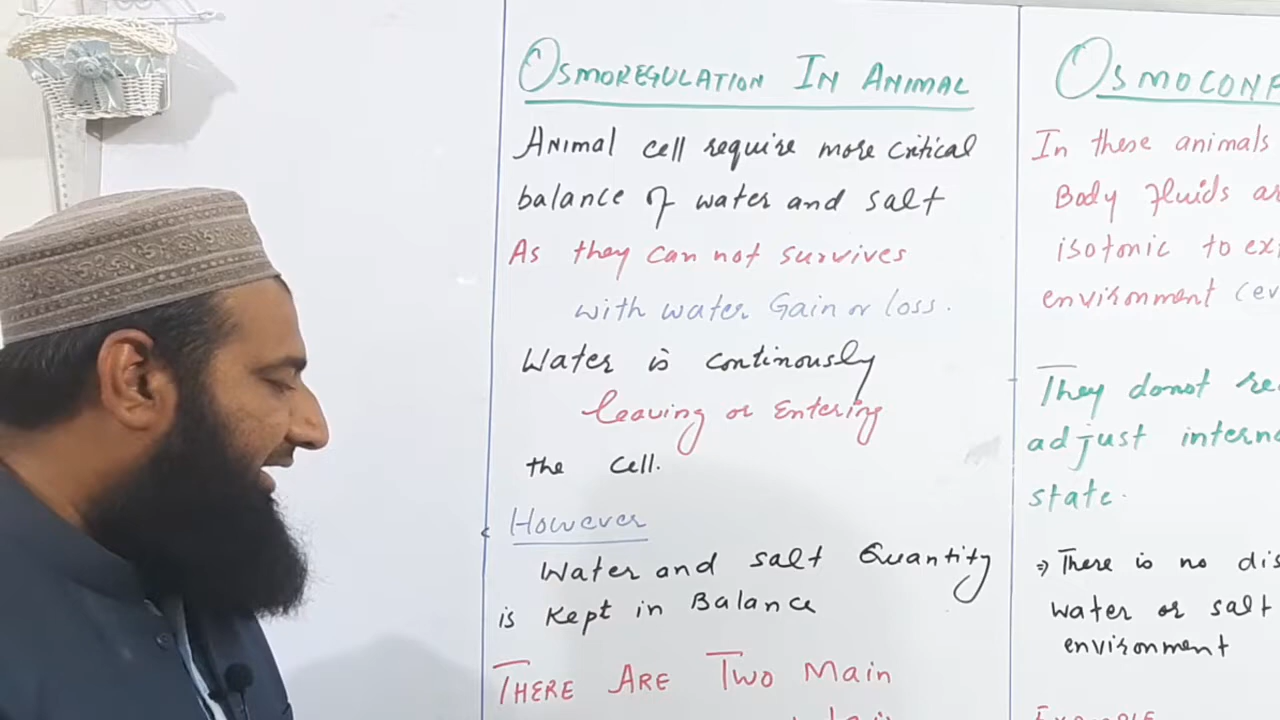 OSMOREGULATION IN ANIMAL
Animal cell require more critical
balance of water and salt
As they can not survives
with water Gain or loss.
Water is continously
leaving or Entering
the cell.
However
Water and salt Quantity
is kept in Balance
THERE ARE TWO Main
OSMOCONF
In these animals
Body fluids
isotonic to
environment
They donot
adjust
state.
⇒ There is no
water or salt
environment